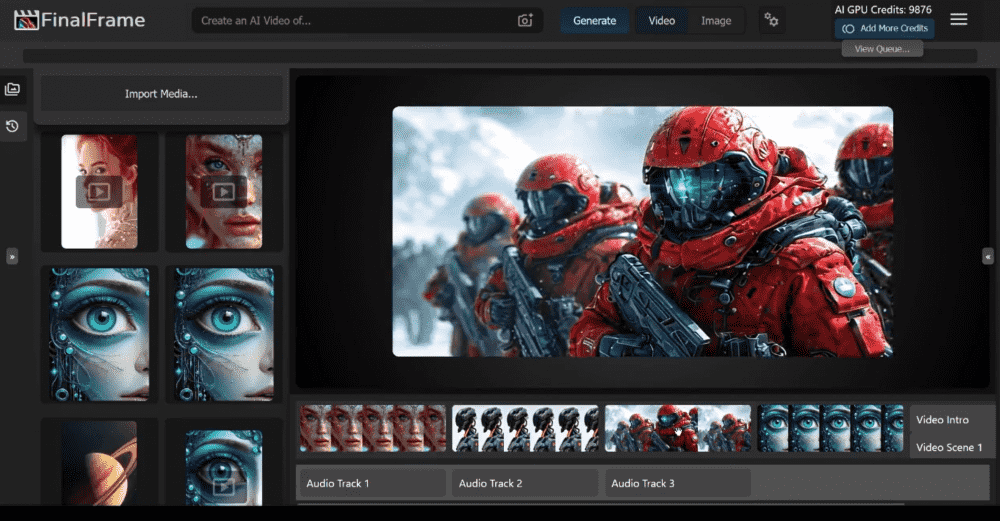 FinalFrame
Create an AI Video of...
Generate
Video
Image
AI GPU Credits: 9876
Add More Credits
View Queue...
Import Media...
Video Intro
Video Scene 1
Audio Track 1
Audio Track 2
Audio Track 3